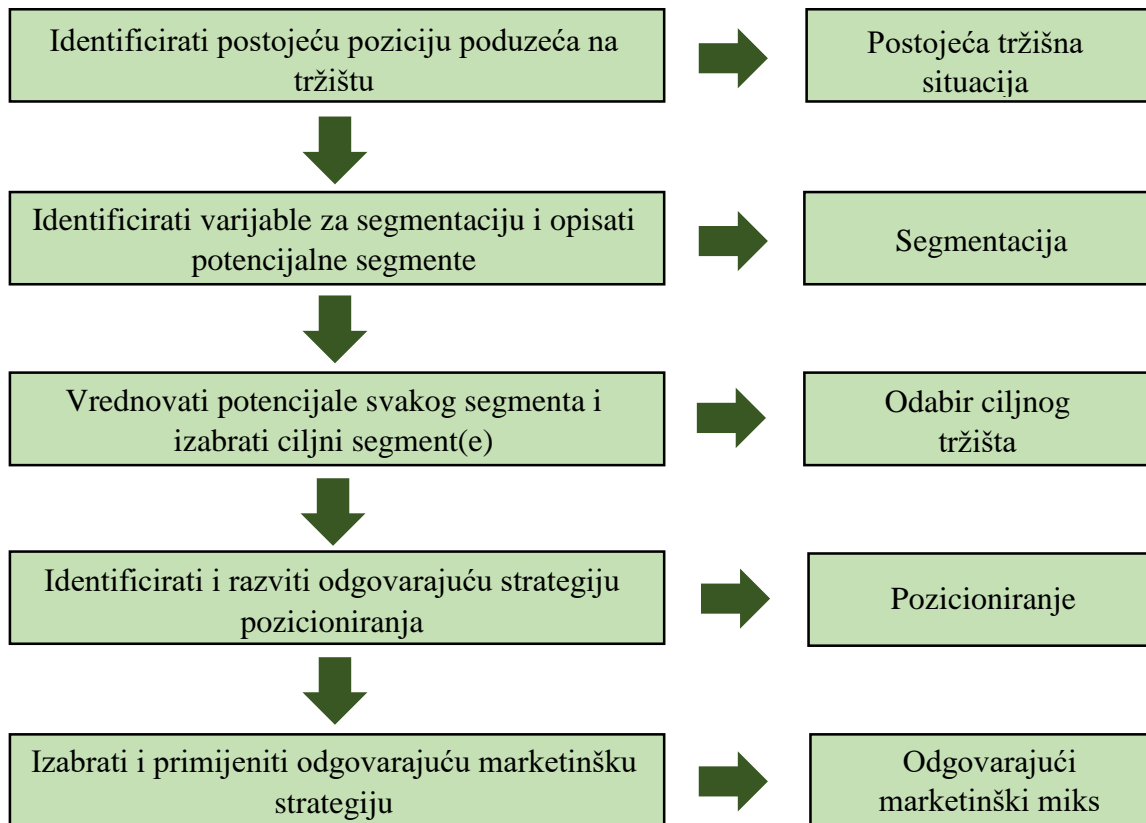 Identificirati postojeću poziciju poduzeća na
tržištu
Postojeća tržišna
situacija
Identificirati varijable za segmentaciju i opisati
potencijalne segmente
Segmentacija
Vrednovati potencijale svakog segmenta i
izabrati ciljni segment(e)
Odabir ciljnog
tržišta
Identificirati i razviti odgovarajuću strategiju
pozicioniranja
Pozicioniranje
Izabrati i primijeniti odgovarajuću marketinšku
strategiju
Odgovarajući
marketinški miks